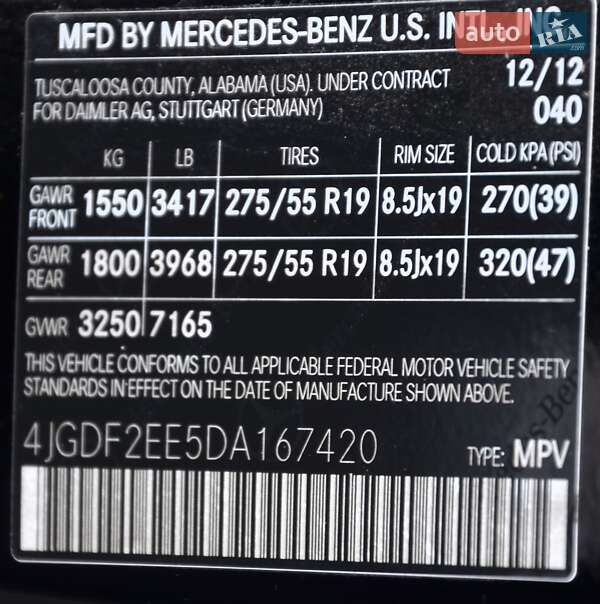 MFD BY MERCEDES-BENZ U.S. INT'L, INC.
auto RIA .com
TUSCALOOSA COUNTY, ALABAMA (USA). UNDER CONTRACT 12/12
FOR DAIMLER AG, STUTTGART (GERMANY) 040
KG LB TIRES RIM SIZE COLD KPA(PSI)
GAWR FRONT 1550 3417 275/55 R19 8.5Jx19 270(39)
GAWR REAR 1800 3968 275/55 R19 8.5Jx19 320(47)
GVWR 3250 7165
THIS VEHICLE CONFORMS TO ALL APPLICABLE FEDERAL MOTOR VEHICLE SAFETY
STANDARDS IN EFFECT ON THE DATE OF MANUFACTURE SHOWN ABOVE.
4JGDF2EE5DA167420 TYPE: MPV